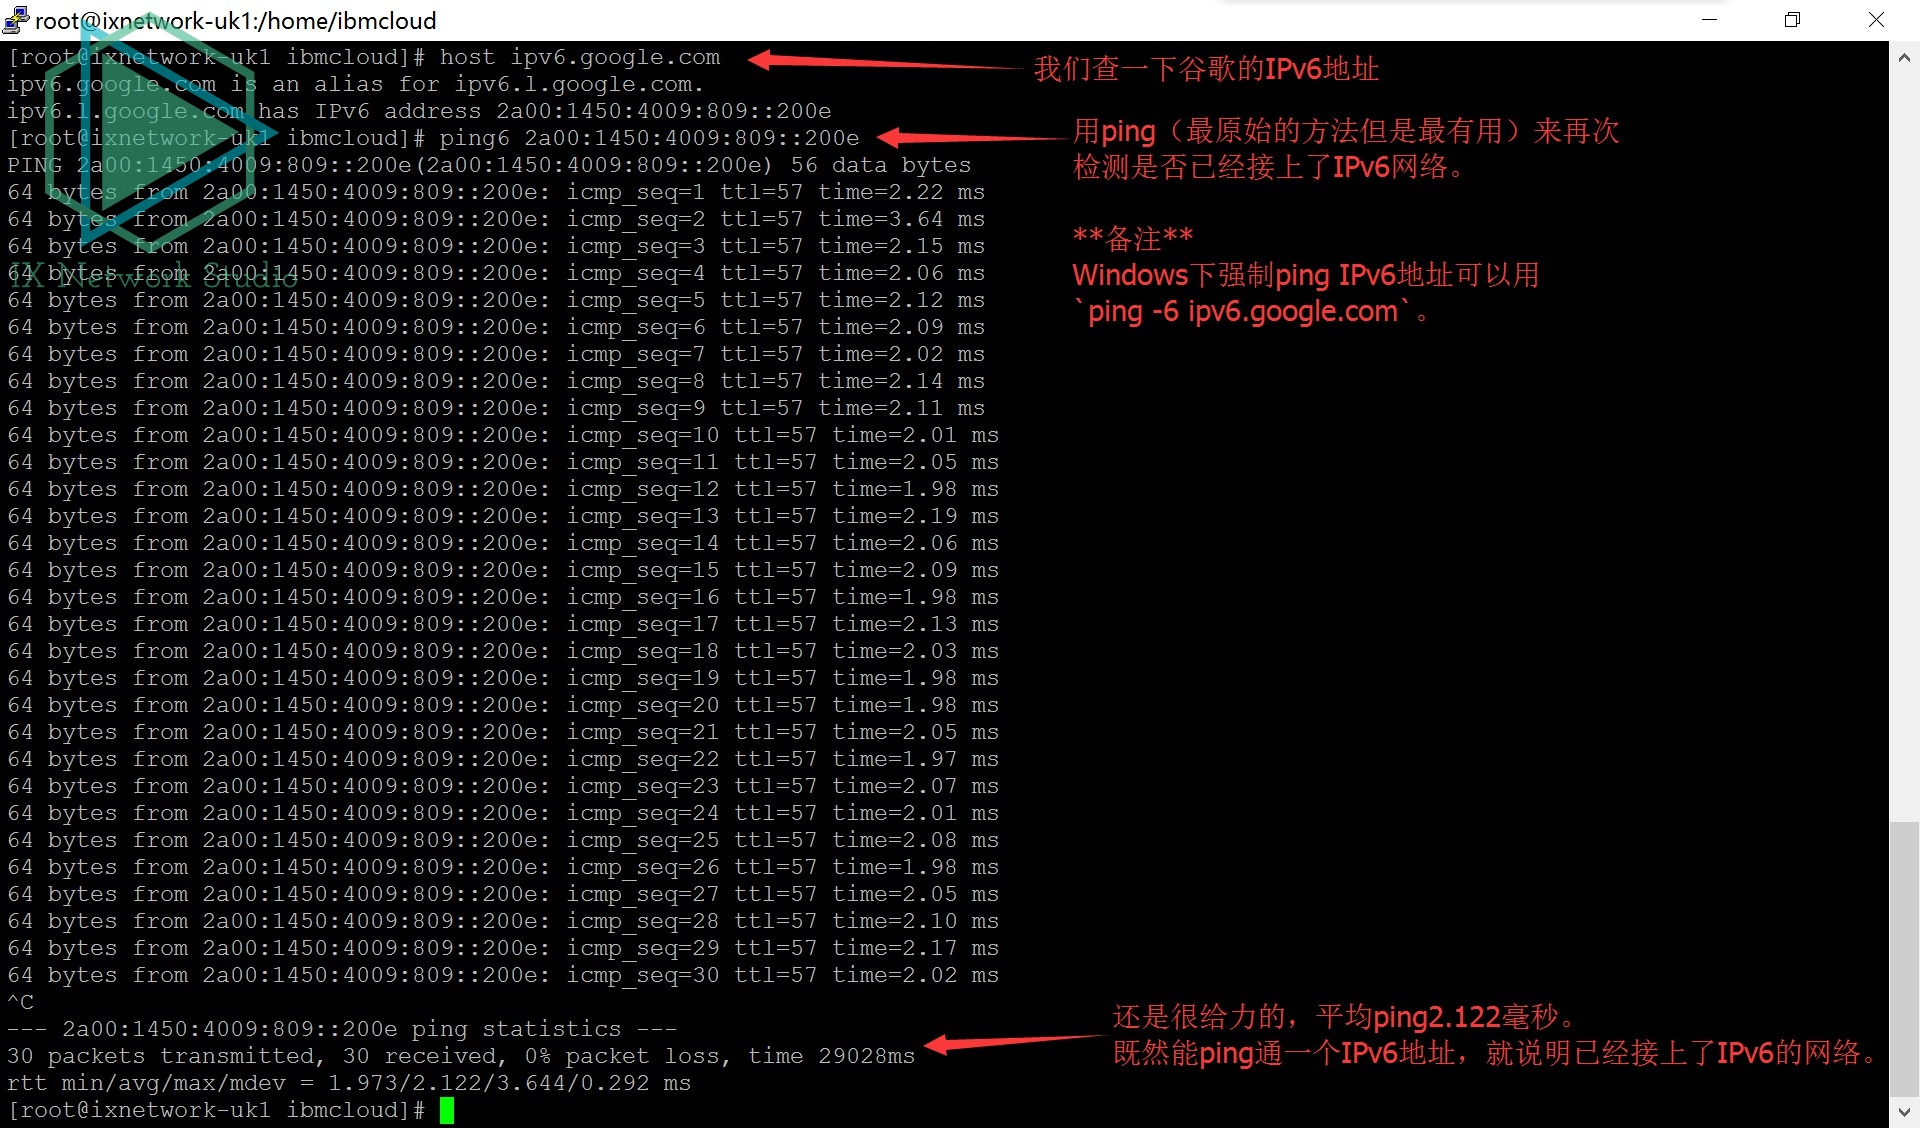 root@ixnetwork-uk1:/home/ibmcloud
[root@ixnetwork-uk1 ibmcloud]# host ipv6.google.com
我们查一下谷歌的IPv6地址
ipv6.google.com is an alias for ipv6.l.google.com.
ipv6.l.google.com has IPv6 address 2a00:1450:4009:809::200e
[root@ixnetwork-uk1 ibmcloud]# ping6 2a00:1450:4009:809::200e
用ping（最原始的方法但是最有用）来再次
检测是否已经接上了IPv6网络。
**备注**
Windows下强制ping IPv6地址可以用
`ping -6 ipv6.google.com`。
PING 2a00:1450:4009:809::200e(2a00:1450:4009:809::200e) 56 data bytes
64 bytes from 2a00:1450:4009:809::200e: icmp_seq=1 ttl=57 time=2.22 ms
64 bytes from 2a00:1450:4009:809::200e: icmp_seq=2 ttl=57 time=3.64 ms
64 bytes from 2a00:1450:4009:809::200e: icmp_seq=3 ttl=57 time=2.15 ms
64 bytes from 2a00:1450:4009:809::200e: icmp_seq=4 ttl=57 time=2.06 ms
IX Network Studio
64 bytes from 2a00:1450:4009:809::200e: icmp_seq=5 ttl=57 time=2.12 ms
64 bytes from 2a00:1450:4009:809::200e: icmp_seq=6 ttl=57 time=2.09 ms
64 bytes from 2a00:1450:4009:809::200e: icmp_seq=7 ttl=57 time=2.02 ms
64 bytes from 2a00:1450:4009:809::200e: icmp_seq=8 ttl=57 time=2.14 ms
64 bytes from 2a00:1450:4009:809::200e: icmp_seq=9 ttl=57 time=2.11 ms
64 bytes from 2a00:1450:4009:809::200e: icmp_seq=10 ttl=57 time=2.01 ms
64 bytes from 2a00:1450:4009:809::200e: icmp_seq=11 ttl=57 time=2.05 ms
64 bytes from 2a00:1450:4009:809::200e: icmp_seq=12 ttl=57 time=1.98 ms
64 bytes from 2a00:1450:4009:809::200e: icmp_seq=13 ttl=57 time=2.19 ms
64 bytes from 2a00:1450:4009:809::200e: icmp_seq=14 ttl=57 time=2.06 ms
64 bytes from 2a00:1450:4009:809::200e: icmp_seq=15 ttl=57 time=2.09 ms
64 bytes from 2a00:1450:4009:809::200e: icmp_seq=16 ttl=57 time=1.98 ms
64 bytes from 2a00:1450:4009:809::200e: icmp_seq=17 ttl=57 time=2.13 ms
64 bytes from 2a00:1450:4009:809::200e: icmp_seq=18 ttl=57 time=2.03 ms
64 bytes from 2a00:1450:4009:809::200e: icmp_seq=19 ttl=57 time=1.98 ms
64 bytes from 2a00:1450:4009:809::200e: icmp_seq=20 ttl=57 time=1.98 ms
64 bytes from 2a00:1450:4009:809::200e: icmp_seq=21 ttl=57 time=2.05 ms
64 bytes from 2a00:1450:4009:809::200e: icmp_seq=22 ttl=57 time=1.97 ms
64 bytes from 2a00:1450:4009:809::200e: icmp_seq=23 ttl=57 time=2.07 ms
64 bytes from 2a00:1450:4009:809::200e: icmp_seq=24 ttl=57 time=2.01 ms
64 bytes from 2a00:1450:4009:809::200e: icmp_seq=25 ttl=57 time=2.08 ms
64 bytes from 2a00:1450:4009:809::200e: icmp_seq=26 ttl=57 time=1.98 ms
64 bytes from 2a00:1450:4009:809::200e: icmp_seq=27 ttl=57 time=2.05 ms
64 bytes from 2a00:1450:4009:809::200e: icmp_seq=28 ttl=57 time=2.10 ms
64 bytes from 2a00:1450:4009:809::200e: icmp_seq=29 ttl=57 time=2.17 ms
64 bytes from 2a00:1450:4009:809::200e: icmp_seq=30 ttl=57 time=2.02 ms
^C
--- 2a00:1450:4009:809::200e ping statistics ---
30 packets transmitted, 30 received, 0% packet loss, time 29028ms
还是很给力的，平均ping2.122毫秒。
既然能ping通一个IPv6地址，就说明已经接上了IPv6的网络。
rtt min/avg/max/mdev = 1.973/2.122/3.644/0.292 ms
[root@ixnetwork-uk1 ibmcloud]#